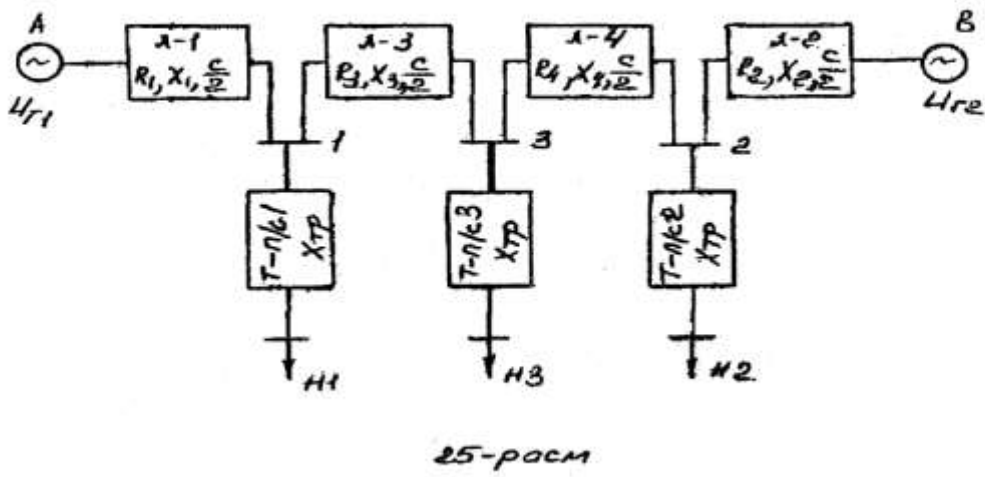 A
B
л-1
R1, X1, c/2
л-3
R3, X3, c/2
л-4
R4, X4, c/2
л-2
R2, X2, c/2
Uг1
Uг2
1
3
2
Т-п/с1
Xтр
Т-п/с3
Xтр
Т-п/с2
Xтр
Н1
Н3
Н2
25-расм